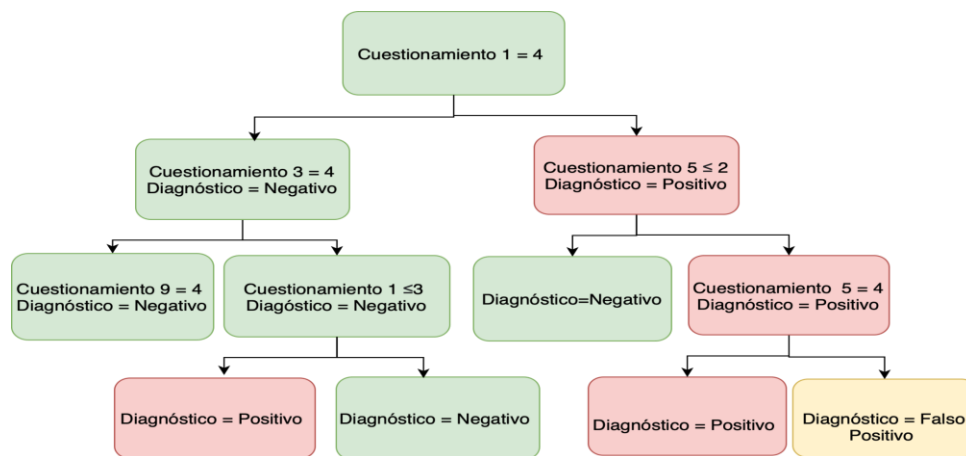 Cuestionamiento 1 = 4
Cuestionamiento 3 = 4
Diagnóstico = Negativo
Cuestionamiento 5 ≤ 2
Diagnóstico = Positivo
Cuestionamiento 9 = 4
Diagnóstico = Negativo
Cuestionamiento 1 ≤3
Diagóstico = Negativo
Diagnóstico=Negativo
Cuestionamiento 5 = 4
Diagnóstico = Positivo
Diagnóstico = Positivo
Diagnóstico = Negativo
Diagnóstico = Positivo
Diagnóstico = Falso
Positivo